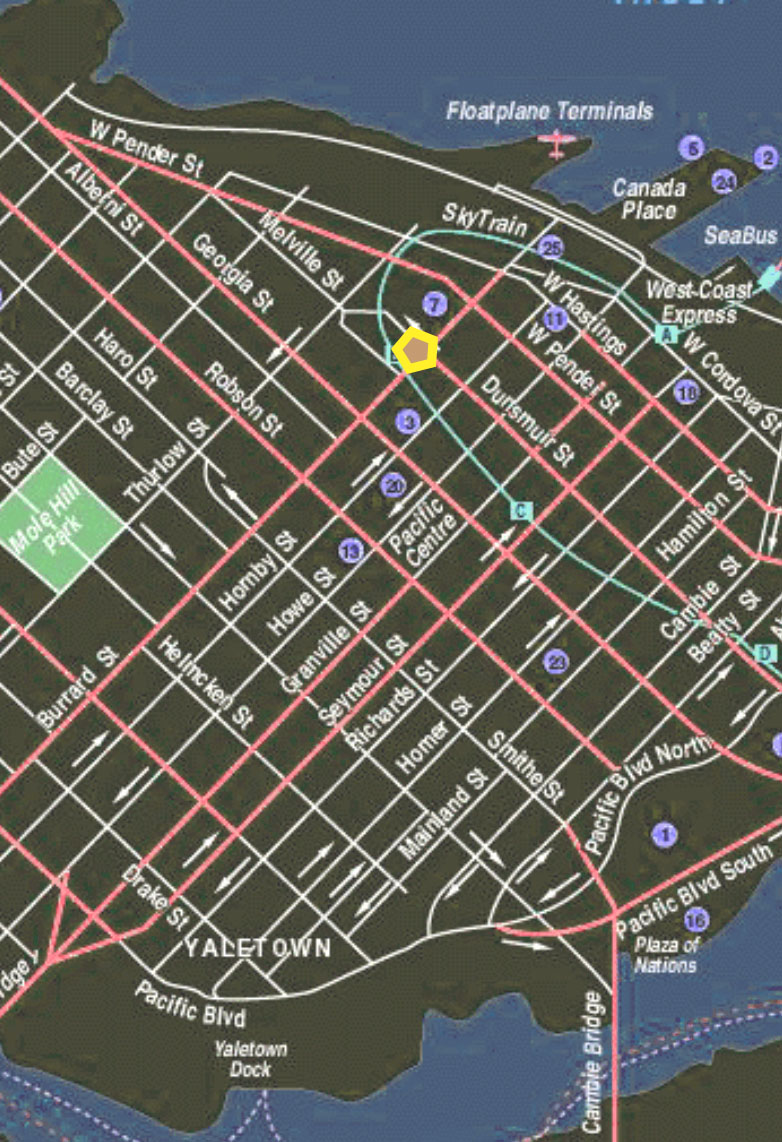 Floatplane Terminals
W Pender St
5
2
24
Canada
Place
Alberni St
SkyTrain
SeaBus
Melville St
25
Georgia St
West-Coast
Express
W Hastings
7
11
A
W Pender St
W Cordova St
Haro St
Robson St
Barclay St
Dunsmuir St
18
St
3
Bute St
Thurlow St
20
Hamilton St
C
Mole Hill
Park
Pacific
Centre
13
Hornby St
Howe St
Cambie St
Beatty St
Granville St
D
23
Helmcken St
Seymour St
Burrard St
Richards St
Homer St
Smithe St
Pacific Blvd North
Mainland St
1
Drake St
Pacific Blvd South
16
YALETOWN
Plaza of
Nations
Pacific Blvd
Yaletown
Dock
Cambie Bridge